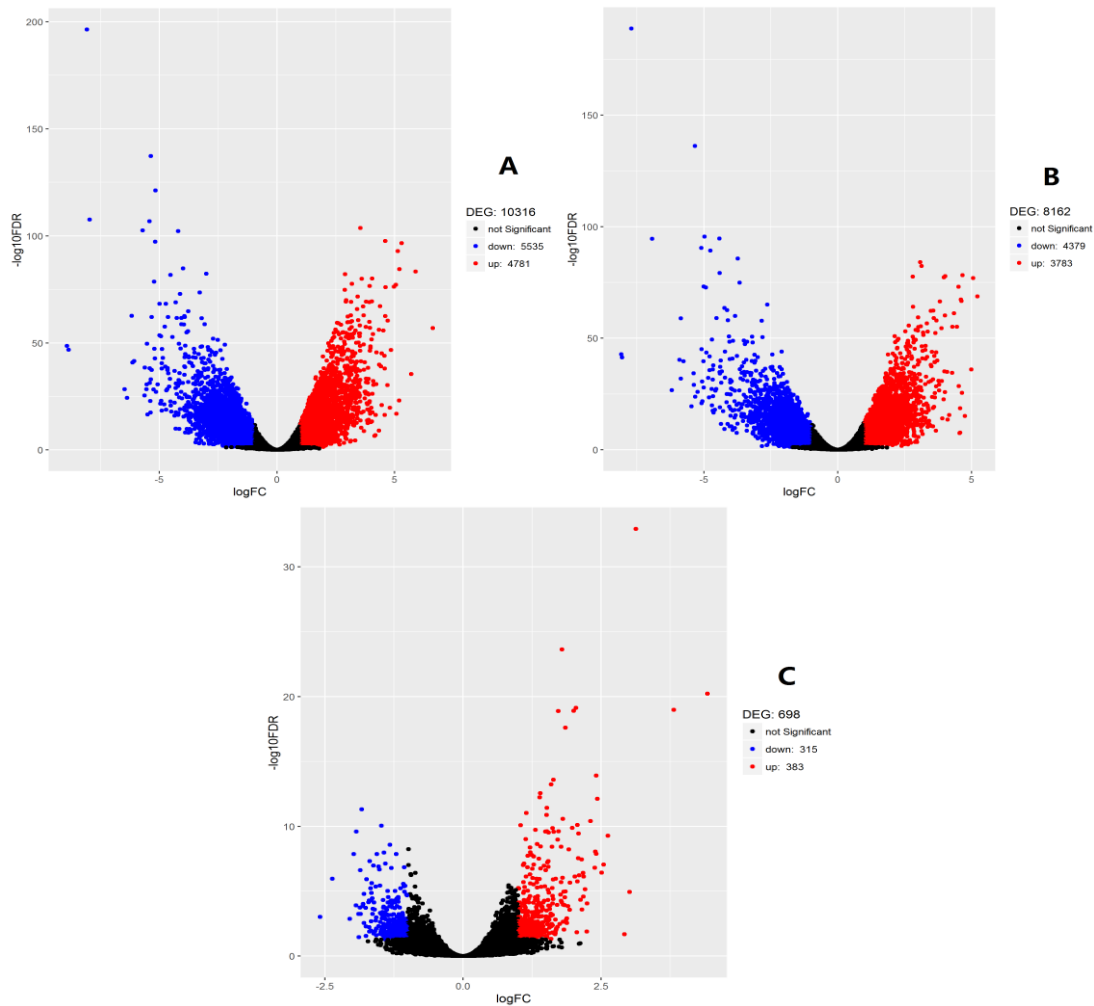 200
150
100
50
0
-log10FDR
-5
0
5
logFC
A
DEG: 10316
not Significant
down: 5535
up: 4781
150
100
50
0
-log10FDR
-5
0
5
logFC
B
DEG: 8162
not Significant
down: 4379
up: 3783
30
20
10
0
-log10FDR
-2.5
0.0
2.5
logFC
C
DEG: 698
not Significant
down: 315
up: 383